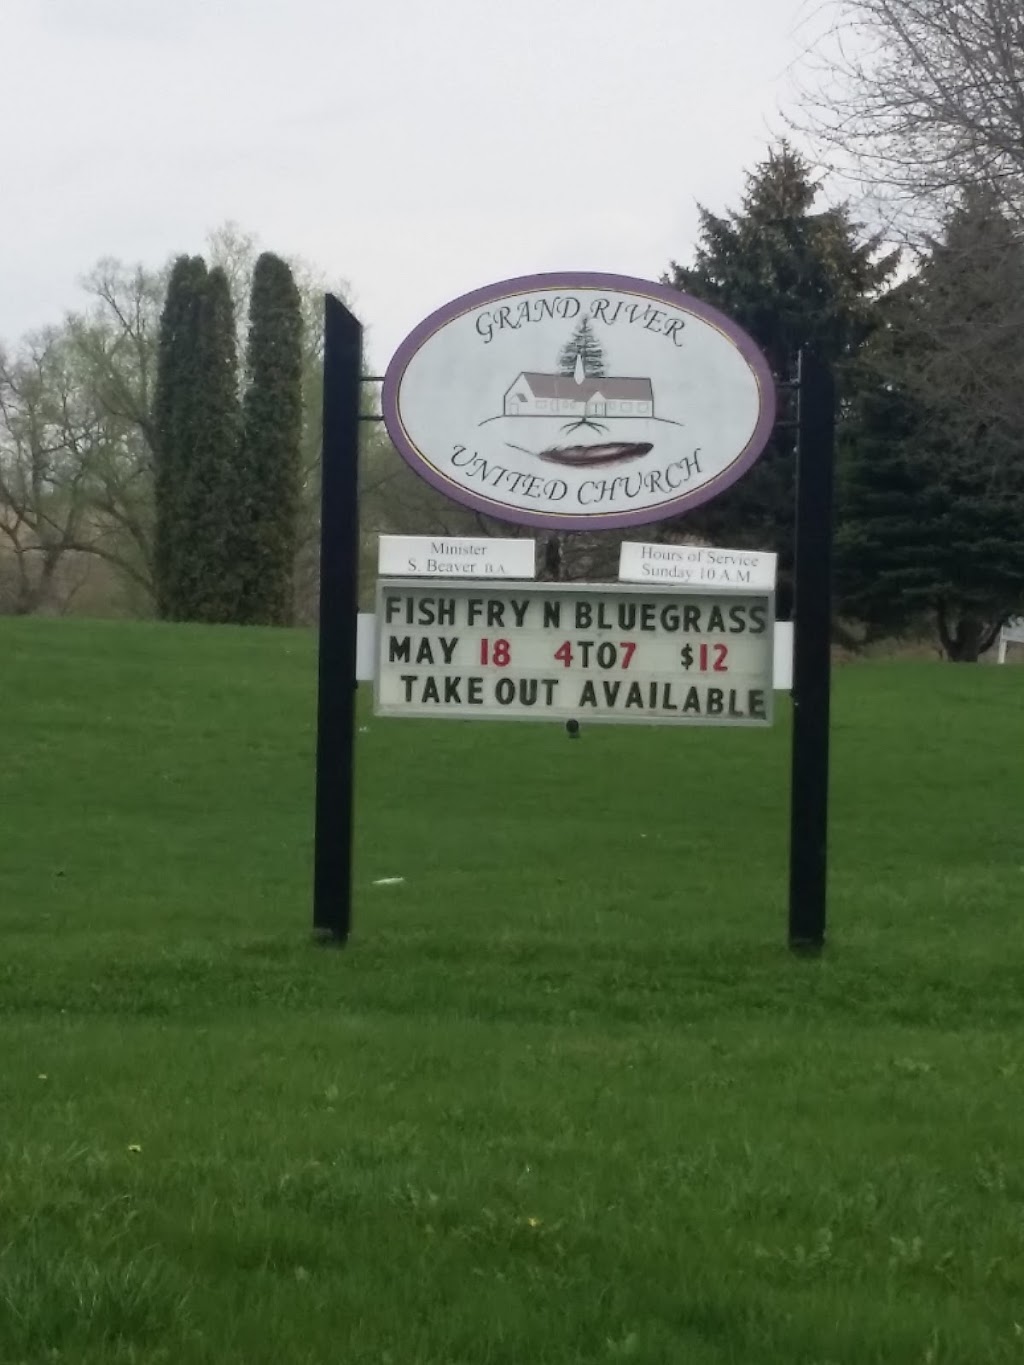 GRAND RIVER
UNITED CHURCH
Minister
S. Beaver B.A.
Hours of Service
Sunday 10 A.M.
FISH FRY N BLUEGRASS
MAY 18 4TO7 $12
TAKE OUT AVAILABLE